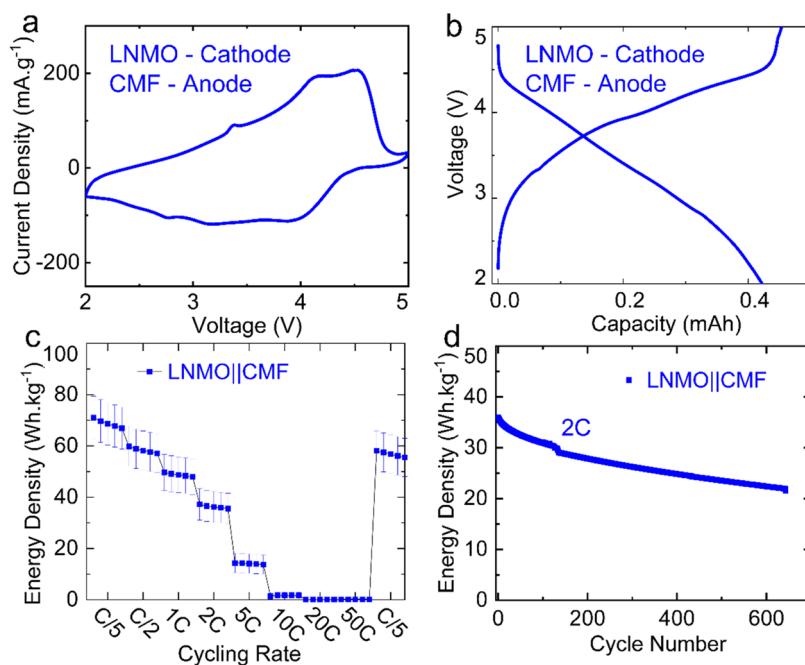 a
LNMO - Cathode
CMF - Anode
200
0
-200
Current Density (mA.g⁻¹)
2
3
4
5
Voltage (V)
b
LNMO - Cathode
CMF - Anode
5
4
3
2
Voltage (V)
0.0
0.2
0.4
Capacity (mAh)
c
LNMO||CMF
100
80
60
40
20
0
Energy Density (Wh.kg⁻¹)
C/5
C/2
1C
2C
5C
10C
20C
50C
C/5
Cycling Rate
d
LNMO||CMF
2C
50
40
30
20
10
0
Energy Density (Wh.kg⁻¹)
0
200
400
600
Cycle Number